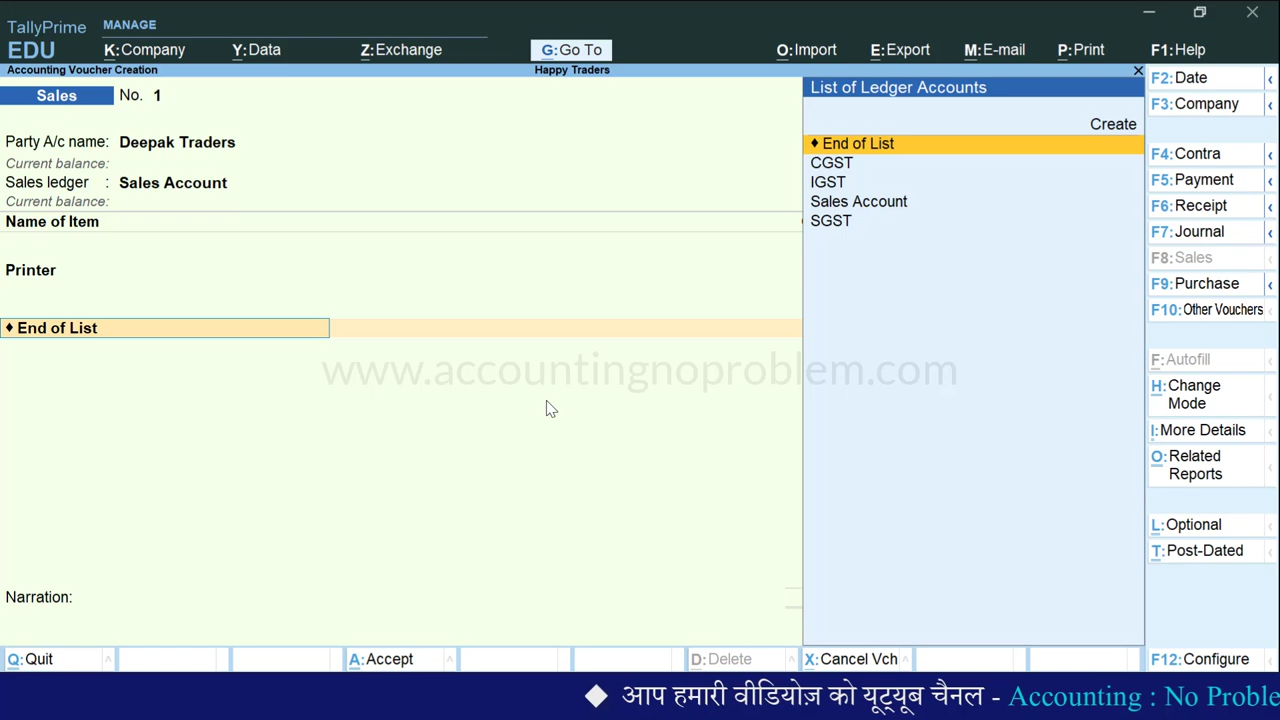 TallyPrime
MANAGE
EDU
K:Company
Y:Data
Z:Exchange
G:Go To
O:Import
E:Export
M:E-mail
P:Print
F1:Help
Accounting Voucher Creation
Happy Traders
Sales No. 1
Party A/c name: Deepak Traders
Current balance:
Sales ledger : Sales Account
Current balance:
Name of Item
Printer
♦ End of List
www.accountingnoproblem.com
Narration:
List of Ledger Accounts
Create
♦ End of List
CGST
IGST
Sales Account
SGST
F2:Date
F3:Company
F4:Contra
F5:Payment
F6:Receipt
F7:Journal
F8:Sales
F9:Purchase
F10:Other Vouchers
F:Autofill
H:Change
Mode
I:More Details
O:Related
Reports
L:Optional
T:Post-Dated
Q:Quit
A:Accept
D:Delete
X:Cancel Vch
F12:Configure
◆ आप हमारी वीडियोज़ को यूट्यूब चैनल - Accounting : No Proble